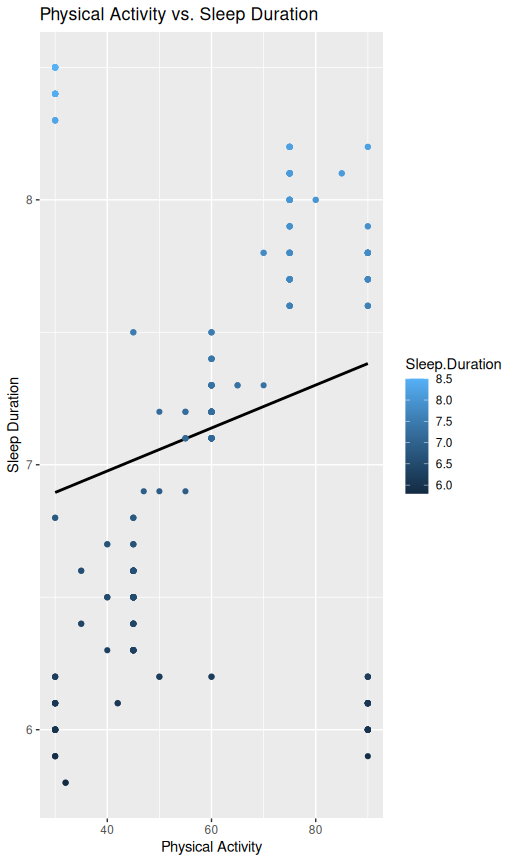 Physical Activity vs. Sleep Duration
8
7
6
Sleep Duration
40 60 80
Physical Activity
Sleep.Duration
8.5
8.0
7.5
7.0
6.5
6.0